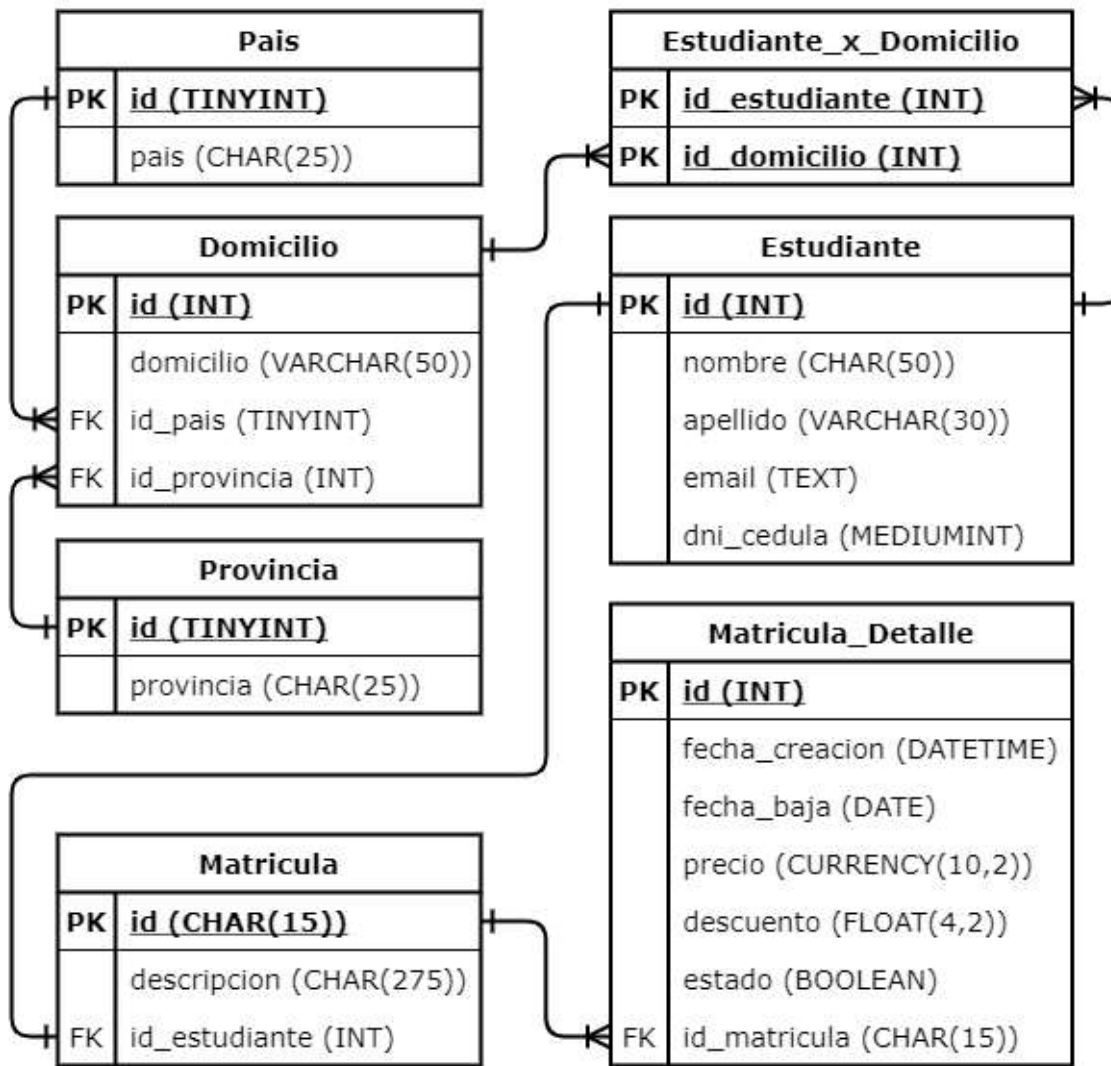 Pais
PK id (TINYINT)
pais (CHAR(25))
Domicilio
PK id (INT)
domicilio (VARCHAR(50))
FK id_pais (TINYINT)
FK id_provincia (INT)
Provincia
PK id (TINYINT)
provincia (CHAR(25))
Matricula
PK id (CHAR(15))
descripcion (CHAR(275))
FK id_estudiante (INT)
Estudiante_x_Domicilio
PK id_estudiante (INT)
PK id_domicilio (INT)
Estudiante
PK id (INT)
nombre (CHAR(50))
apellido (VARCHAR(30))
email (TEXT)
dni_cedula (MEDIUMINT)
Matricula_Detalle
PK id (INT)
fecha_creacion (DATETIME)
fecha_baja (DATE)
precio (CURRENCY(10,2))
descuento (FLOAT(4,2))
estado (BOOLEAN)
FK id_matricula (CHAR(15))